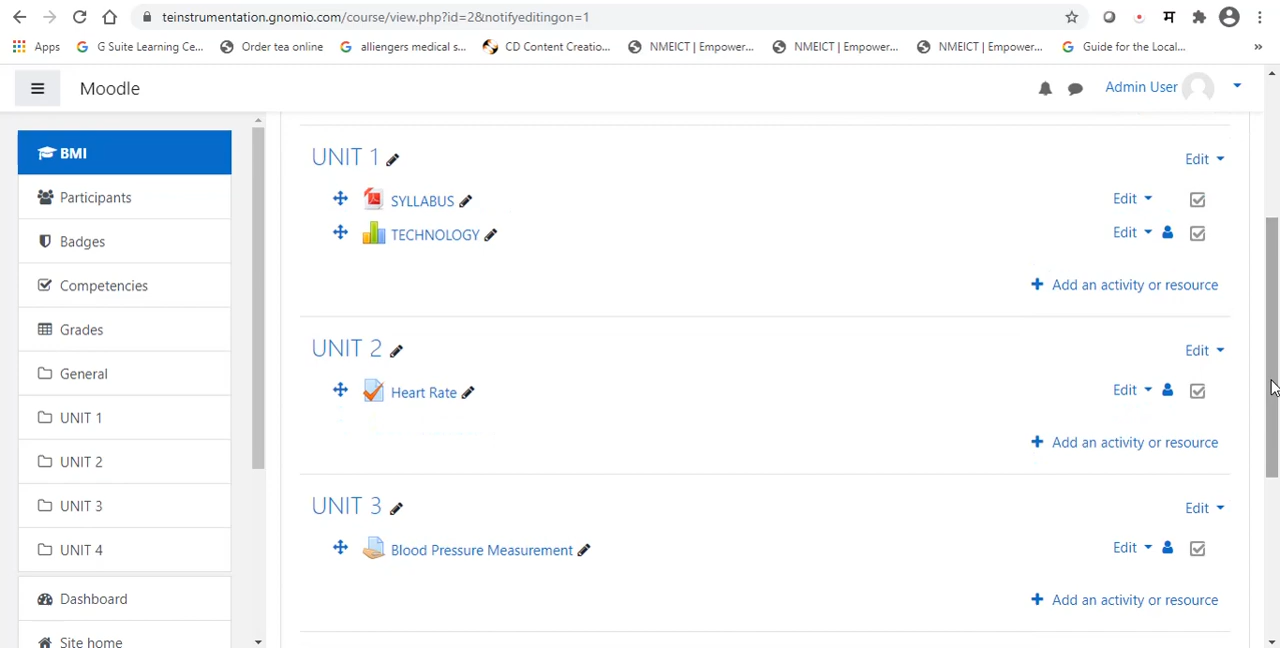 teinstrumentation.gnomio.com/course/view.php?id=2&notifyeditingon=1
म
Apps G Suite Learning Ce... Order tea online alliengers medical s... CD Content Creatio... NMEICT | Empower... NMEICT | Empower... NMEICT | Empower... Guide for the Local... »
Moodle Admin User
BMI
Participants
Badges
Competencies
Grades
General
UNIT 1
UNIT 2
UNIT 3
UNIT 4
Dashboard
Site home
UNIT 1 Edit
SYLLABUS Edit
TECHNOLOGY Edit
Add an activity or resource
UNIT 2 Edit
Heart Rate Edit
Add an activity or resource
UNIT 3 Edit
Blood Pressure Measurement Edit
Add an activity or resource